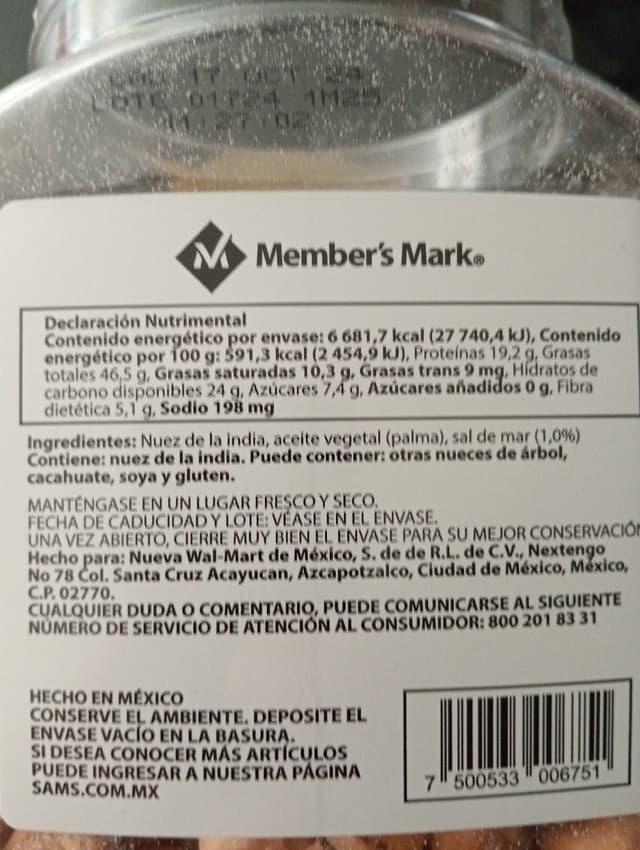 CAD 17 OCT 24
LOTE 01T24 1M25
11:27:02
Member's Mark®
Declaración Nutrimental
Contenido energético por envase: 6 681,7 kcal (27 740,4 kJ), Contenido
energético por 100 g: 591,3 kcal (2 454,9 kJ), Proteínas 19,2 g, Grasas
totales 46,5 g, Grasas saturadas 10,3 g, Grasas trans 9 mg, Hidratos de
carbono disponibles 24 g, Azúcares 7,4 g, Azúcares añadidos 0 g, Fibra
dietética 5,1 g, Sodio 198 mg
Ingredientes: Nuez de la india, aceite vegetal (palma), sal de mar (1,0%)
Contiene: nuez de la india. Puede contener: otras nueces de árbol,
cacahuate, soya y gluten.
MANTÉNGASE EN UN LUGAR FRESCO Y SECO.
FECHA DE CADUCIDAD Y LOTE: VÉASE EN EL ENVASE.
UNA VEZ ABIERTO, CIERRE MUY BIEN EL ENVASE PARA SU MEJOR CONSERVACIÓN
Hecho para: Nueva Wal-Mart de México, S. de de R.L. de C.V., Nextengo
No 78 Col. Santa Cruz Acayucan, Azcapotzalco, Ciudad de México, México,
C.P. 02770.
CUALQUIER DUDA O COMENTARIO, PUEDE COMUNICARSE AL SIGUIENTE
NÚMERO DE SERVICIO DE ATENCIÓN AL CONSUMIDOR: 800 201 83 31
HECHO EN MÉXICO
CONSERVE EL AMBIENTE. DEPOSITE EL
ENVASE VACÍO EN LA BASURA.
SI DESEA CONOCER MÁS ARTÍCULOS
PUEDE INGRESAR A NUESTRA PÁGINA
SAMS.COM.MX
7 500533 006751